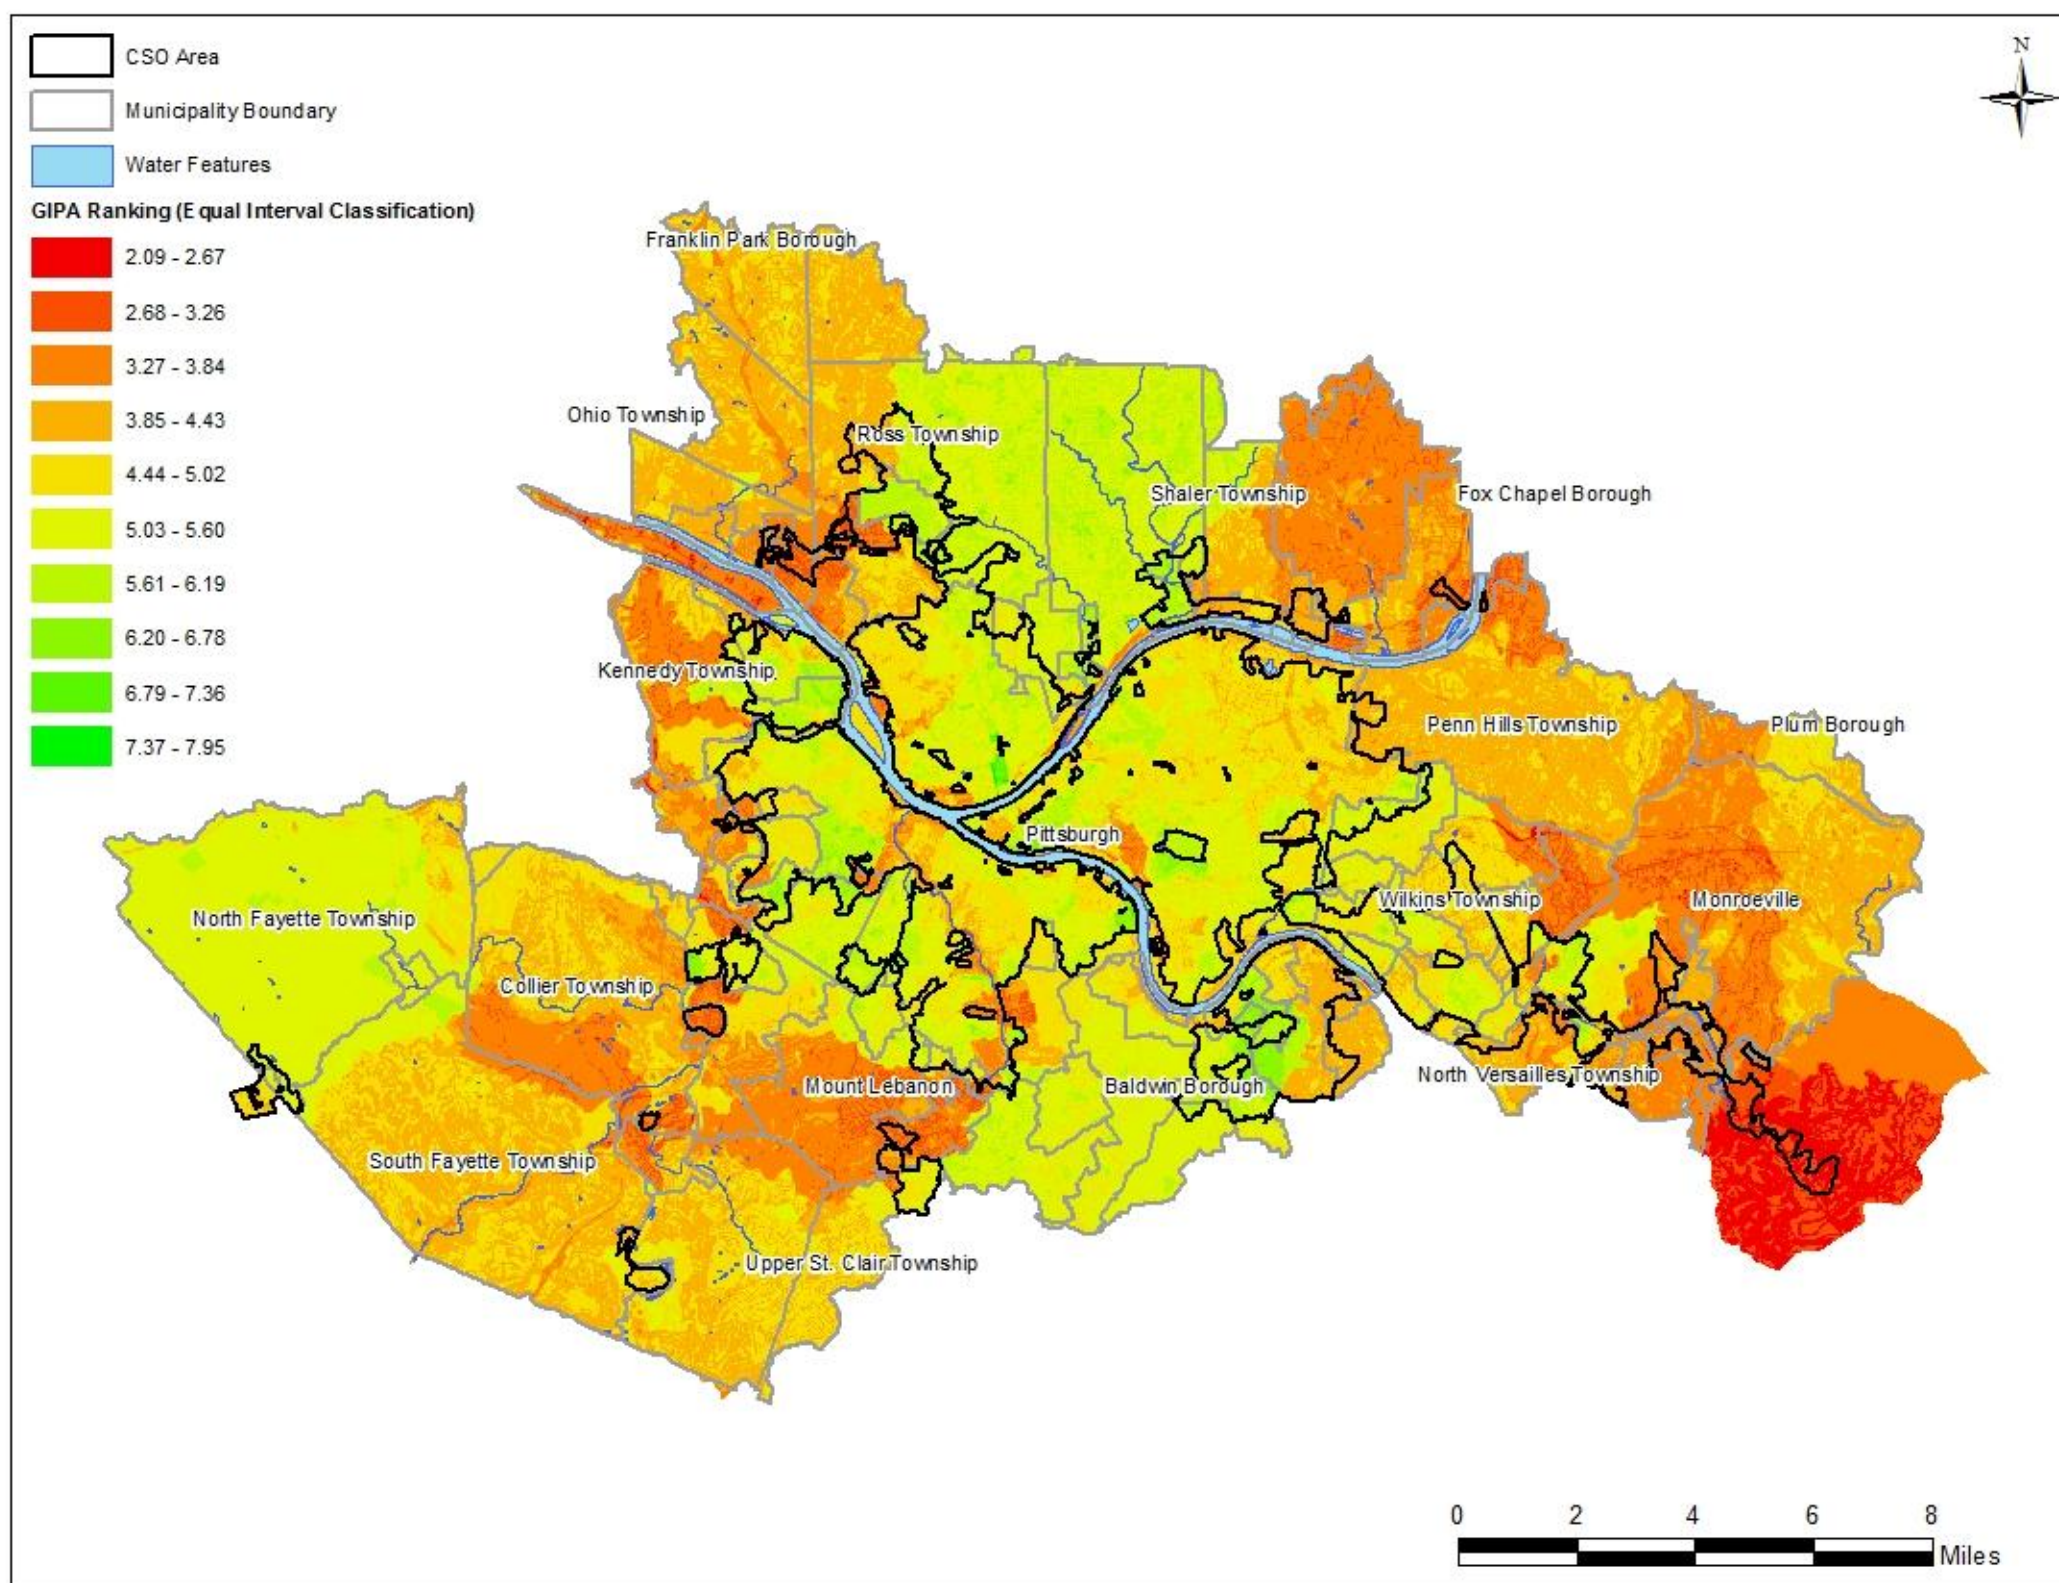 N
CSO Area
Municipality Boundary
Water Features
GIPA Ranking (Equal Interval Classification)
2.09 - 2.67
2.68 - 3.26
3.27 - 3.84
3.85 - 4.43
4.44 - 5.02
5.03 - 5.60
5.61 - 6.19
6.20 - 6.78
6.79 - 7.36
7.37 - 7.95
Franklin Park Borough
Ohio Township
Ross Township
Shaler Township
Fox Chapel Borough
Kennedy Township
Penn Hills Township
Plum Borough
Pittsburgh
North Fayette Township
Wilkins Township
Monroeville
Collier Township
Mount Lebanon
Baldwin Borough
North Versailles Township
South Fayette Township
Upper St. Clair Township
0 2 4 6 8
Miles